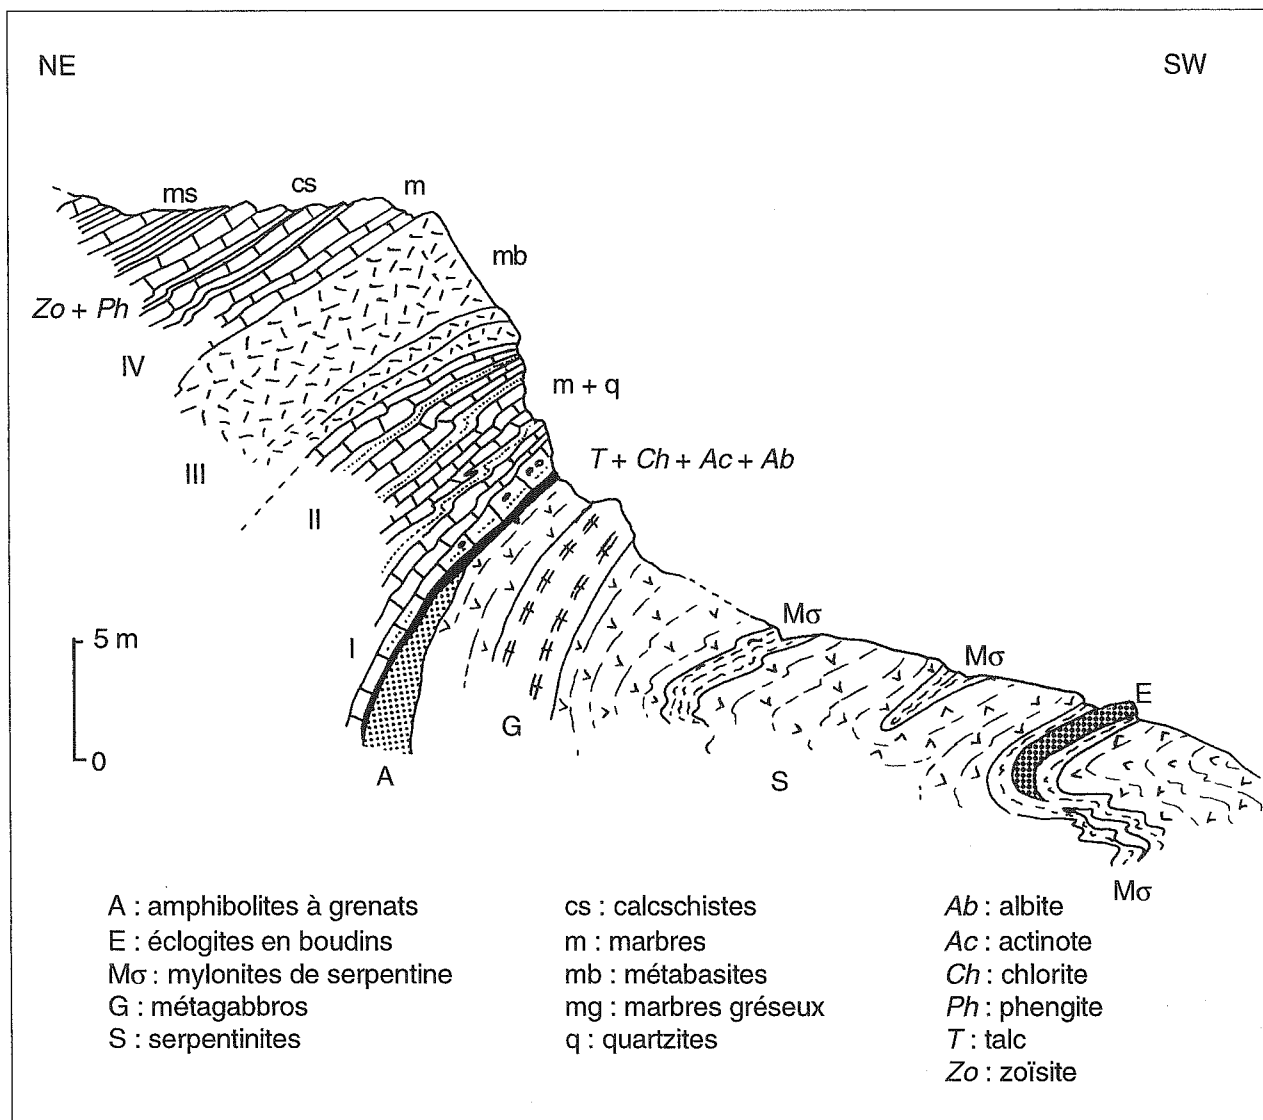 NE
SW
ms
cs
m
mb
Zo + Ph
IV
m + q
III
T + Ch + Ac + Ab
II
5 m
Mσ
I
Mσ
E
G
0
A
S
Mσ
A : amphibolites à grenats
E : éclogites en boudins
Mσ : mylonites de serpentine
G : métagabbros
S : serpentinites
cs : calcschistes
m : marbres
mb : métabasites
mg : marbres gréseux
q : quartzites
Ab : albite
Ac : actinote
Ch : chlorite
Ph : phengite
T : talc
Zo : zoïsite